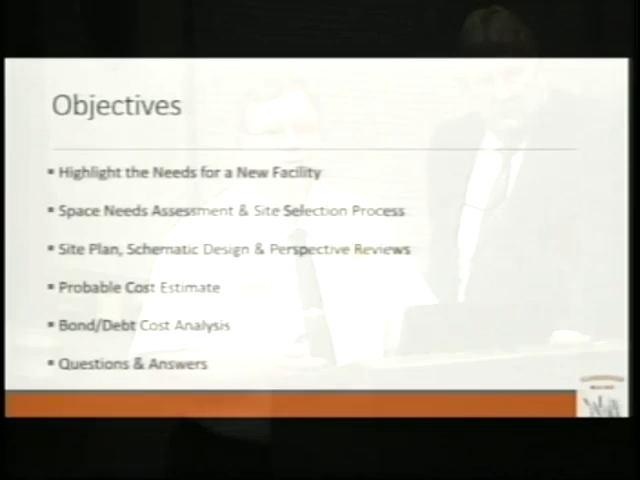 Objectives
▪ Highlight the Needs for a New Facility
▪ Space Needs Assessment & Site Selection Process
▪ Site Plan, Schematic Design & Perspective Reviews
▪ Probable Cost Estimate
▪ Bond/Debt Cost Analysis
▪ Questions & Answers